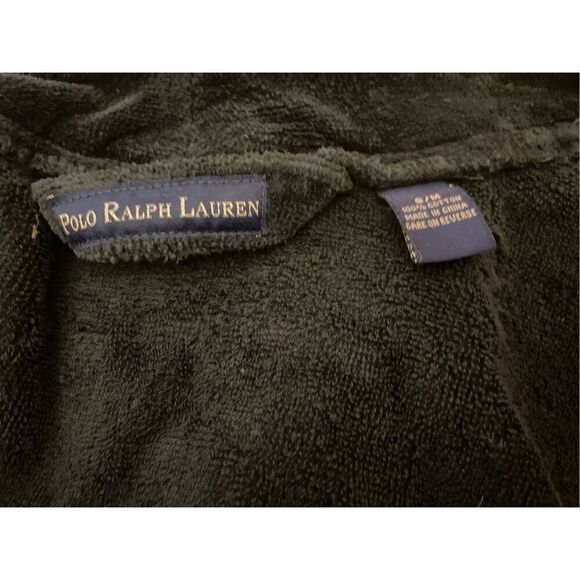 POLO RALPH LAUREN
S/M
100% COTTON
MADE IN CHINA
CARE ON REVERSE